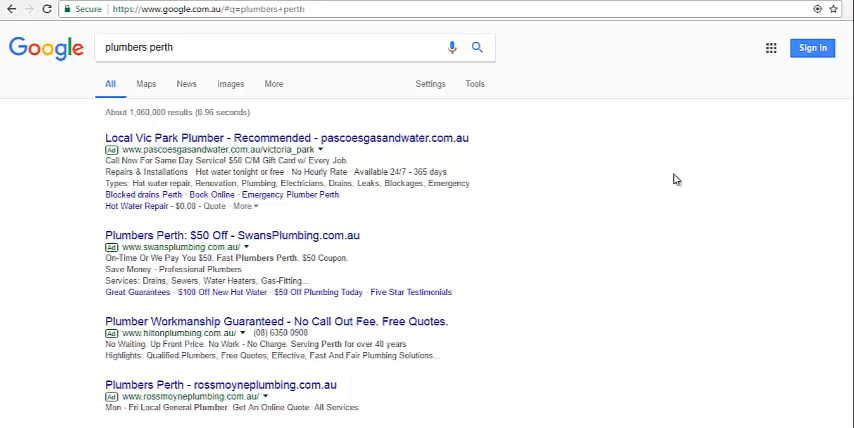 Secure https://www.google.com.au/#q=plumbers+perth
Google plumbers perth Sign in
All Maps News Images More Settings Tools
About 1,060,000 results (0.96 seconds)
Local Vic Park Plumber - Recommended - pascoesgasandwater.com.au
Ad www.pascoesgasandwater.com.au/victoria_park
Call Now For Same Day Service! $50 C/M Gift Card w/ Every Job.
Repairs & Installations · Hot water tonight or free · No Hourly Rate · Available 24/7 - 365 days
Types: Hot water repair, Renovation, Plumbing, Electricians, Drains, Leaks, Blockages, Emergency
Blocked drains Perth · Book Online · Emergency Plumber Perth
Hot Water Repair - $0.00 - Quote · More
Plumbers Perth: $50 Off - SwansPlumbing.com.au
Ad www.swansplumbing.com.au/
On-Time Or We Pay You $50. Fast Plumbers Perth. $50 Coupon.
Save Money · Professional Plumbers
Services: Drains, Sewers, Water Heaters, Gas-Fitting...
Great Guarantees · $100 Off New Hot Water · $50 Off Plumbing Today · Five Star Testimonials
Plumber Workmanship Guaranteed - No Call Out Fee. Free Quotes.
Ad www.hiltonplumbing.com.au/ (08) 6350 0908
No Waiting. Up Front Price. No Work - No Charge. Serving Perth for over 40 years
Highlights: Qualified Plumbers, Free Quotes, Effective, Fast And Fair Plumbing Solutions...
Plumbers Perth - rossmoyneplumbing.com.au
Ad www.rossmoyneplumbing.com.au/
Mon - Fri Local General Plumber. Get An Online Quote. All Services.